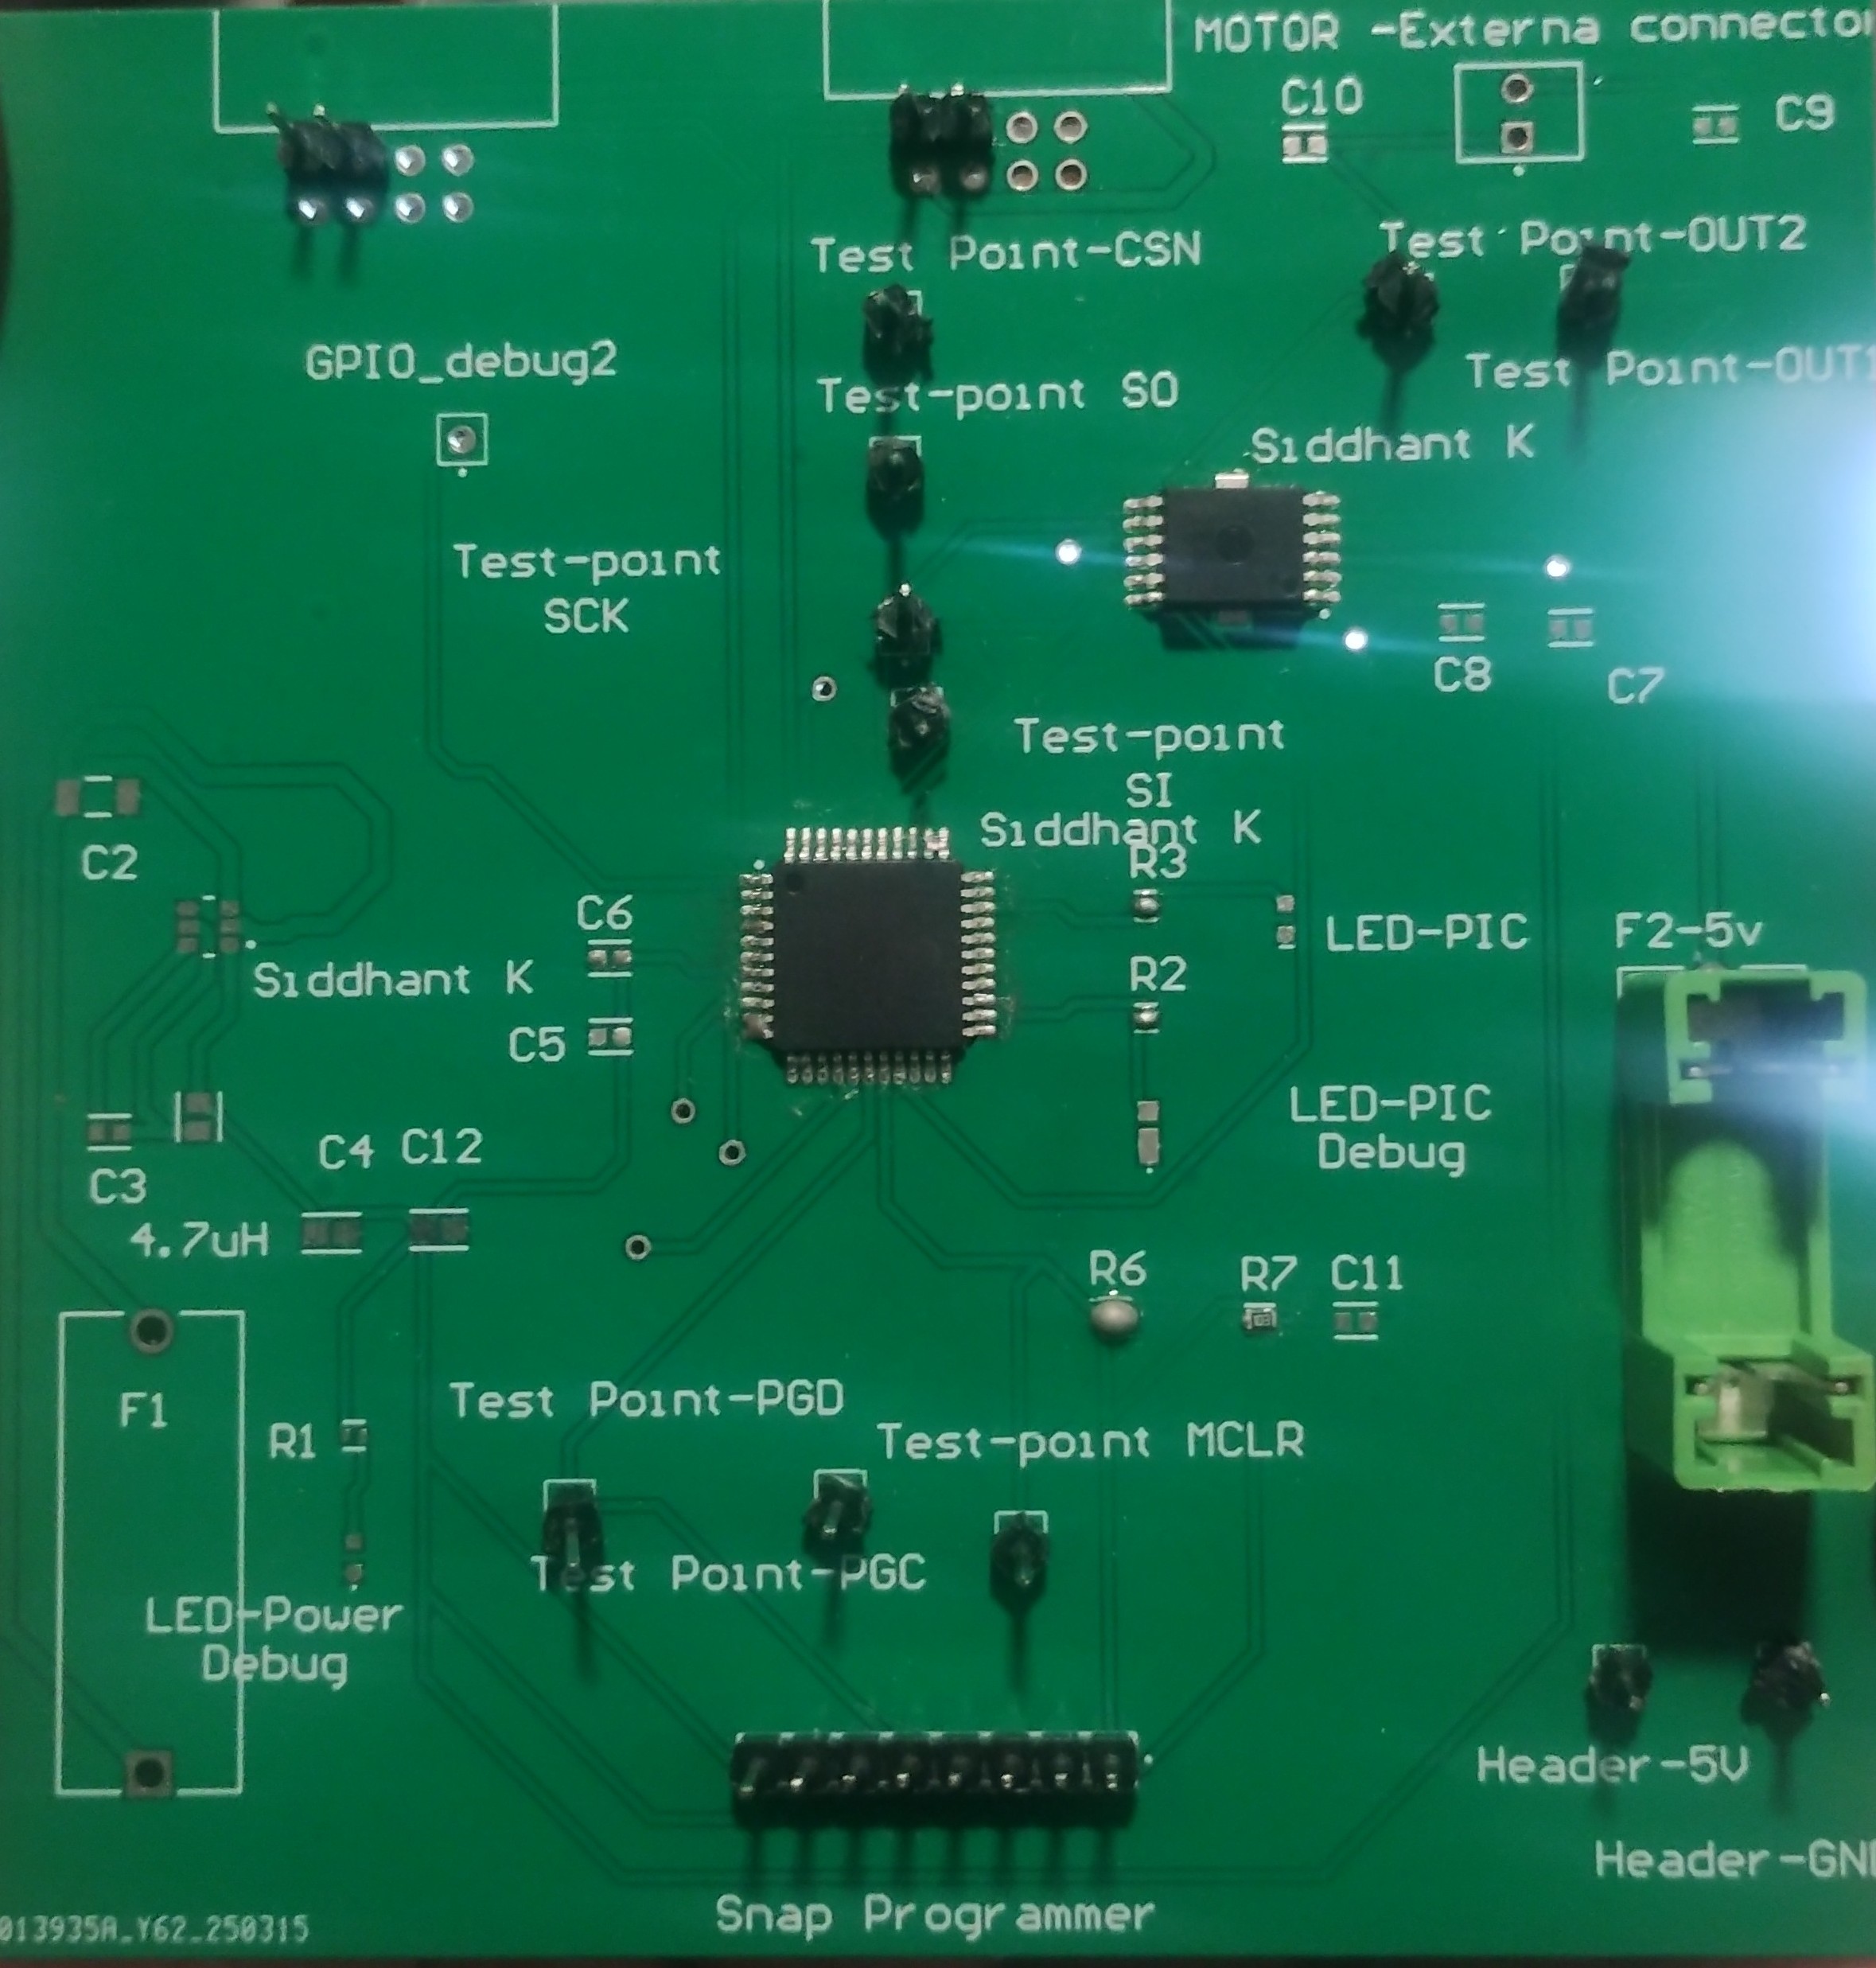 MOTOR -Externa connector
C10
C9
Test Point-CSN
Test Point-OUT2
GPIO_debug2
Test-point SO
Test Point-OUT1
Siddhant K
Test-point
SCK
C8
C7
Test-point
SI
Siddhant K
R3
C2
C6
LED-PIC
F2-5v
Siddhant K
R2
C5
LED-PIC
Debug
C4
C12
C3
4.7uH
R6
R7
C11
F1
Test Point-PGD
R1
Test-point MCLR
Test Point-PGC
LED-Power
Debug
Header-5V
Header-GN
Snap Programmer
013935A_Y62_250315